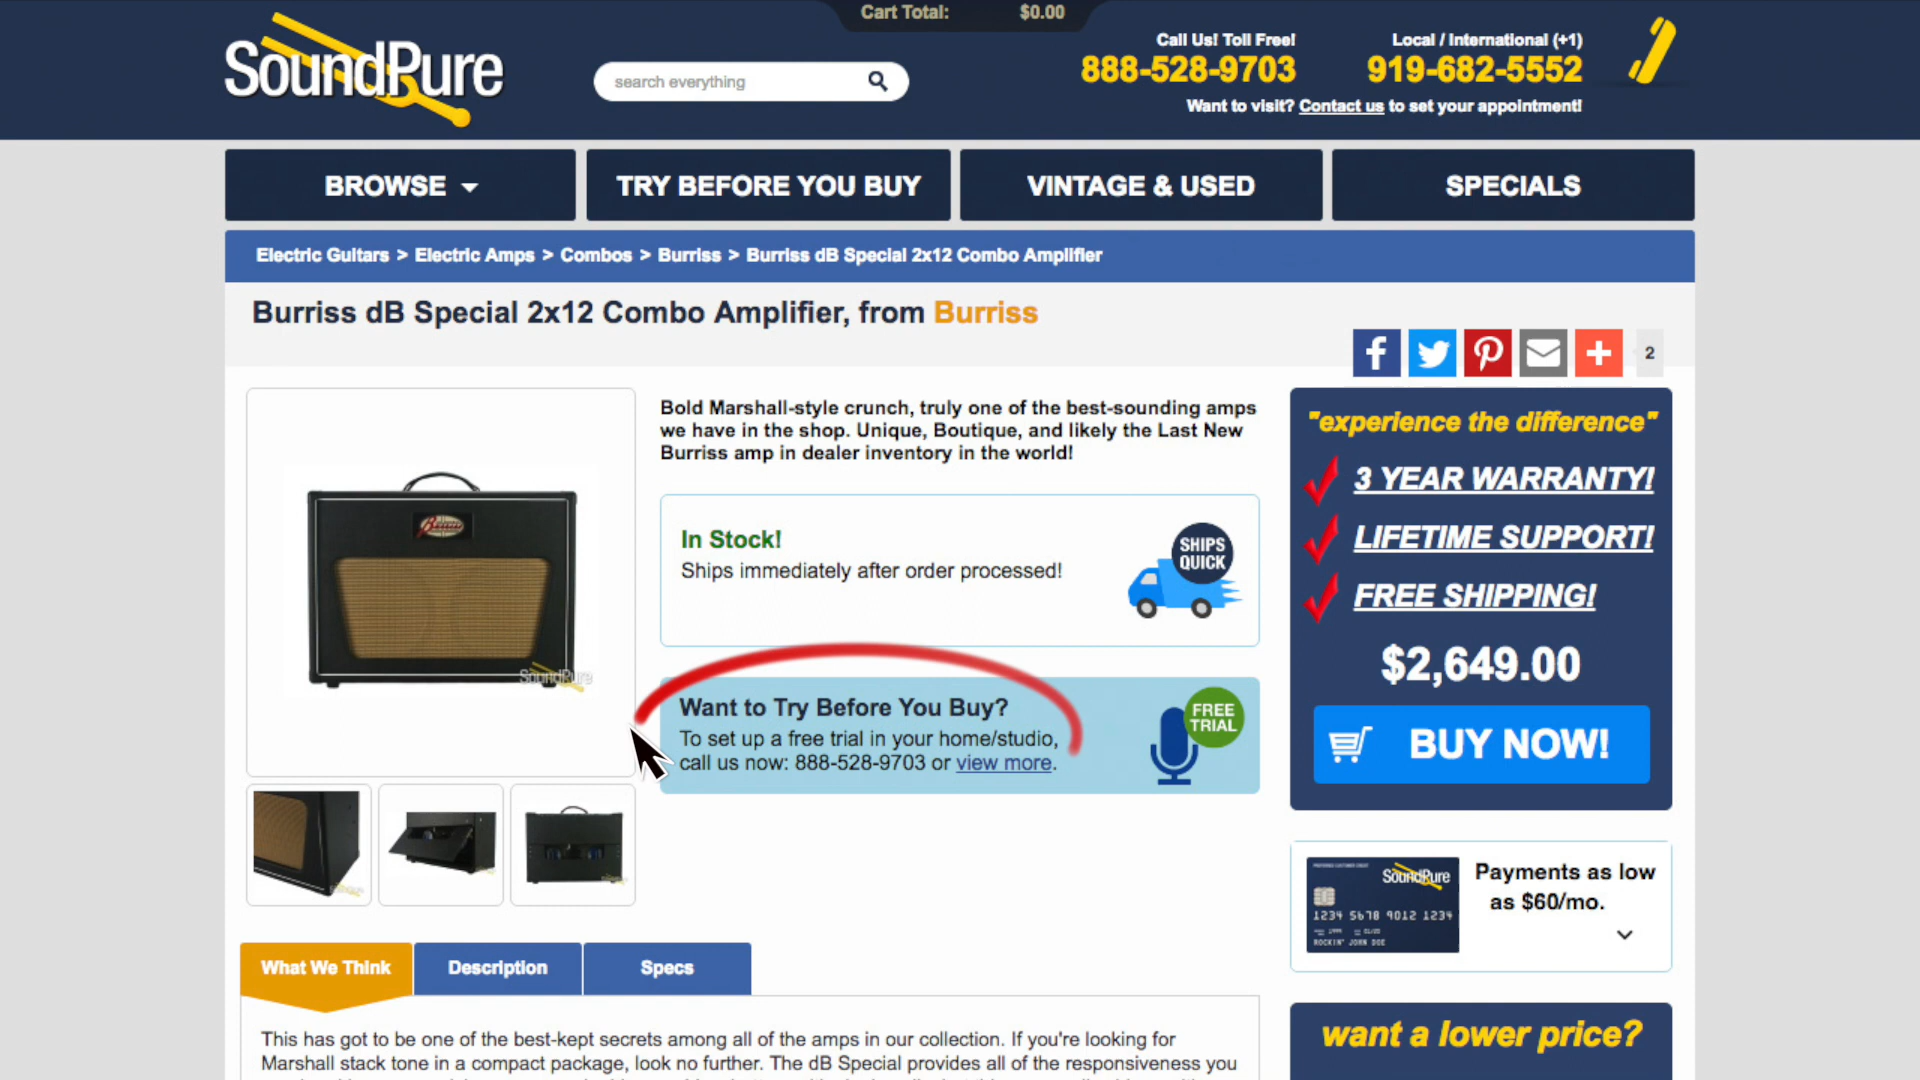 Cart Total: $0.00
SoundPure
search everything
Call Us! Toll Free!
888-528-9703
Local / International (+1)
919-682-5552
Want to visit? Contact us to set your appointment!
BROWSE
TRY BEFORE YOU BUY
VINTAGE & USED
SPECIALS
Electric Guitars > Electric Amps > Combos > Burriss > Burriss dB Special 2x12 Combo Amplifier
Burriss dB Special 2x12 Combo Amplifier, from Burriss
2
Bold Marshall-style crunch, truly one of the best-sounding amps
we have in the shop. Unique, Boutique, and likely the Last New
Burriss amp in dealer inventory in the world!
In Stock!
Ships immediately after order processed!
SHIPS
QUICK
SoundPure
Want to Try Before You Buy?
To set up a free trial in your home/studio,
call us now: 888-528-9703 or view more.
FREE
TRIAL
"experience the difference"
3 YEAR WARRANTY!
LIFETIME SUPPORT!
FREE SHIPPING!
$2,649.00
BUY NOW!
SoundPure
1234 5678 9012 1234
ROCKIN' JOHN DOE
Payments as low
as $60/mo.
want a lower price?
What We Think
Description
Specs
This has got to be one of the best-kept secrets among all of the amps in our collection. If you're looking for
Marshall stack tone in a compact package, look no further. The dB Special provides all of the responsiveness you